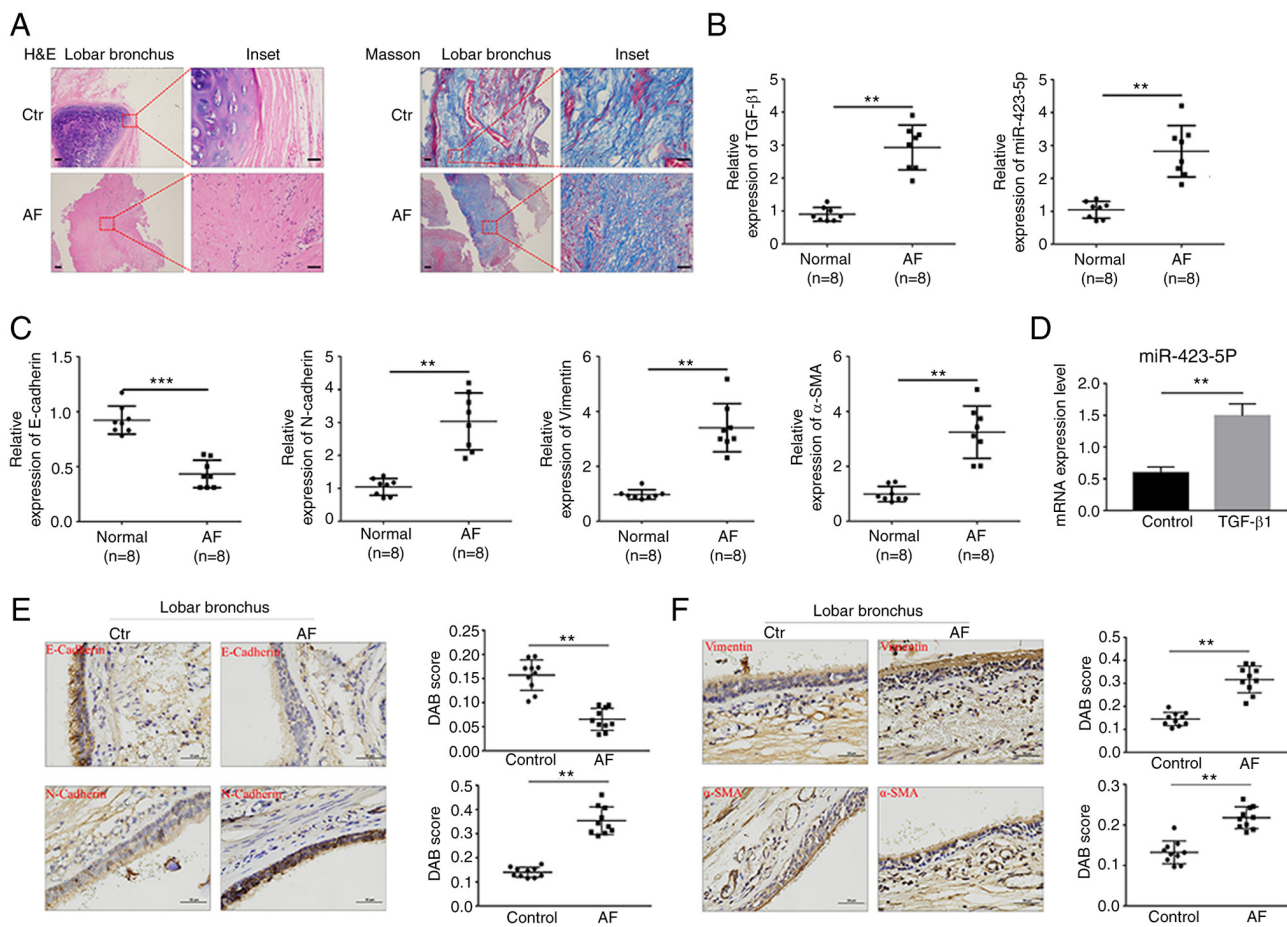 A
H&E Lobar bronchus Inset
Ctr
AF
Masson Lobar bronchus Inset
Ctr
AF
B
Relative
expression of TGF-β1
5
4
3
2
1
0
**
Normal
(n=8)
AF
(n=8)
Relative
expression of miR-423-5p
5
4
3
2
1
0
**
Normal
(n=8)
AF
(n=8)
C
Relative
expression of E-cadherin
1.5
1.0
0.5
0.0
***
Normal
(n=8)
AF
(n=8)
Relative
expression of N-cadherin
5
4
3
2
1
0
**
Normal
(n=8)
AF
(n=8)
Relative
expression of Vimentin
6
4
2
0
**
Normal
(n=8)
AF
(n=8)
Relative
expression of α-SMA
6
4
2
0
**
Normal
(n=8)
AF
(n=8)
D
miR-423-5P
mRNA expression level
2.0
1.5
1.0
0.5
0.0
**
Control
TGF-β1
E
Lobar bronchus
Ctr AF
E-Cadherin
E-Cadherin
N-Cadherin
N-Cadherin
DAB score
0.25
0.20
0.15
0.10
0.05
0.00
**
Control AF
DAB score
0.5
0.4
0.3
0.2
0.1
0.0
**
Control AF
F
Lobar bronchus
Ctr AF
Vimentin
Vimentin
α-SMA
α-SMA
DAB score
0.5
0.4
0.3
0.2
0.1
0.0
**
Control AF
DAB score
0.3
0.2
0.1
0.0
**
Control AF